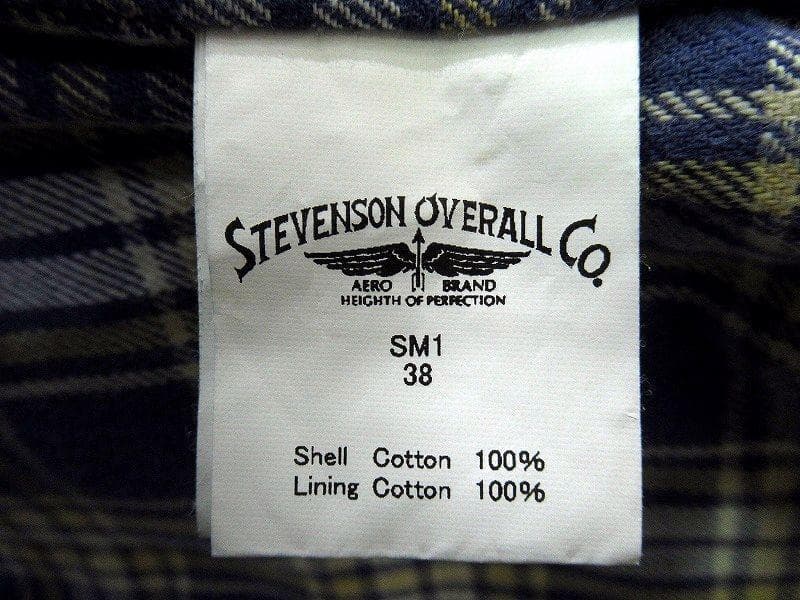 STEVENSON OVERALL CO.
AERO BRAND
HEIGHTH OF PERFECTION
SM1
38
Shell Cotton 100%
Lining Cotton 100%